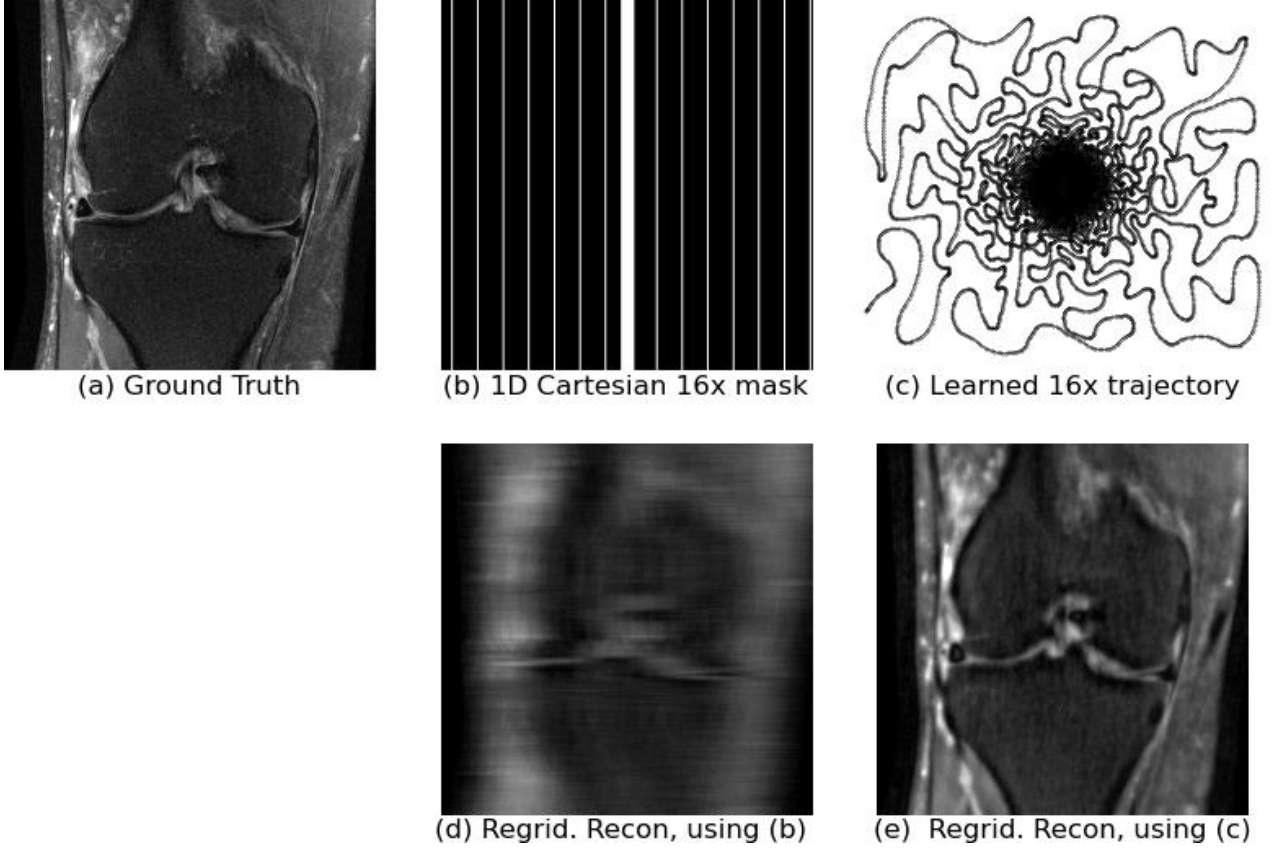 (a) Ground Truth
(b) 1D Cartesian 16x mask
(c) Learned 16x trajectory
(d) Regrid. Recon, using (b)
(e)  Regrid. Recon, using (c)